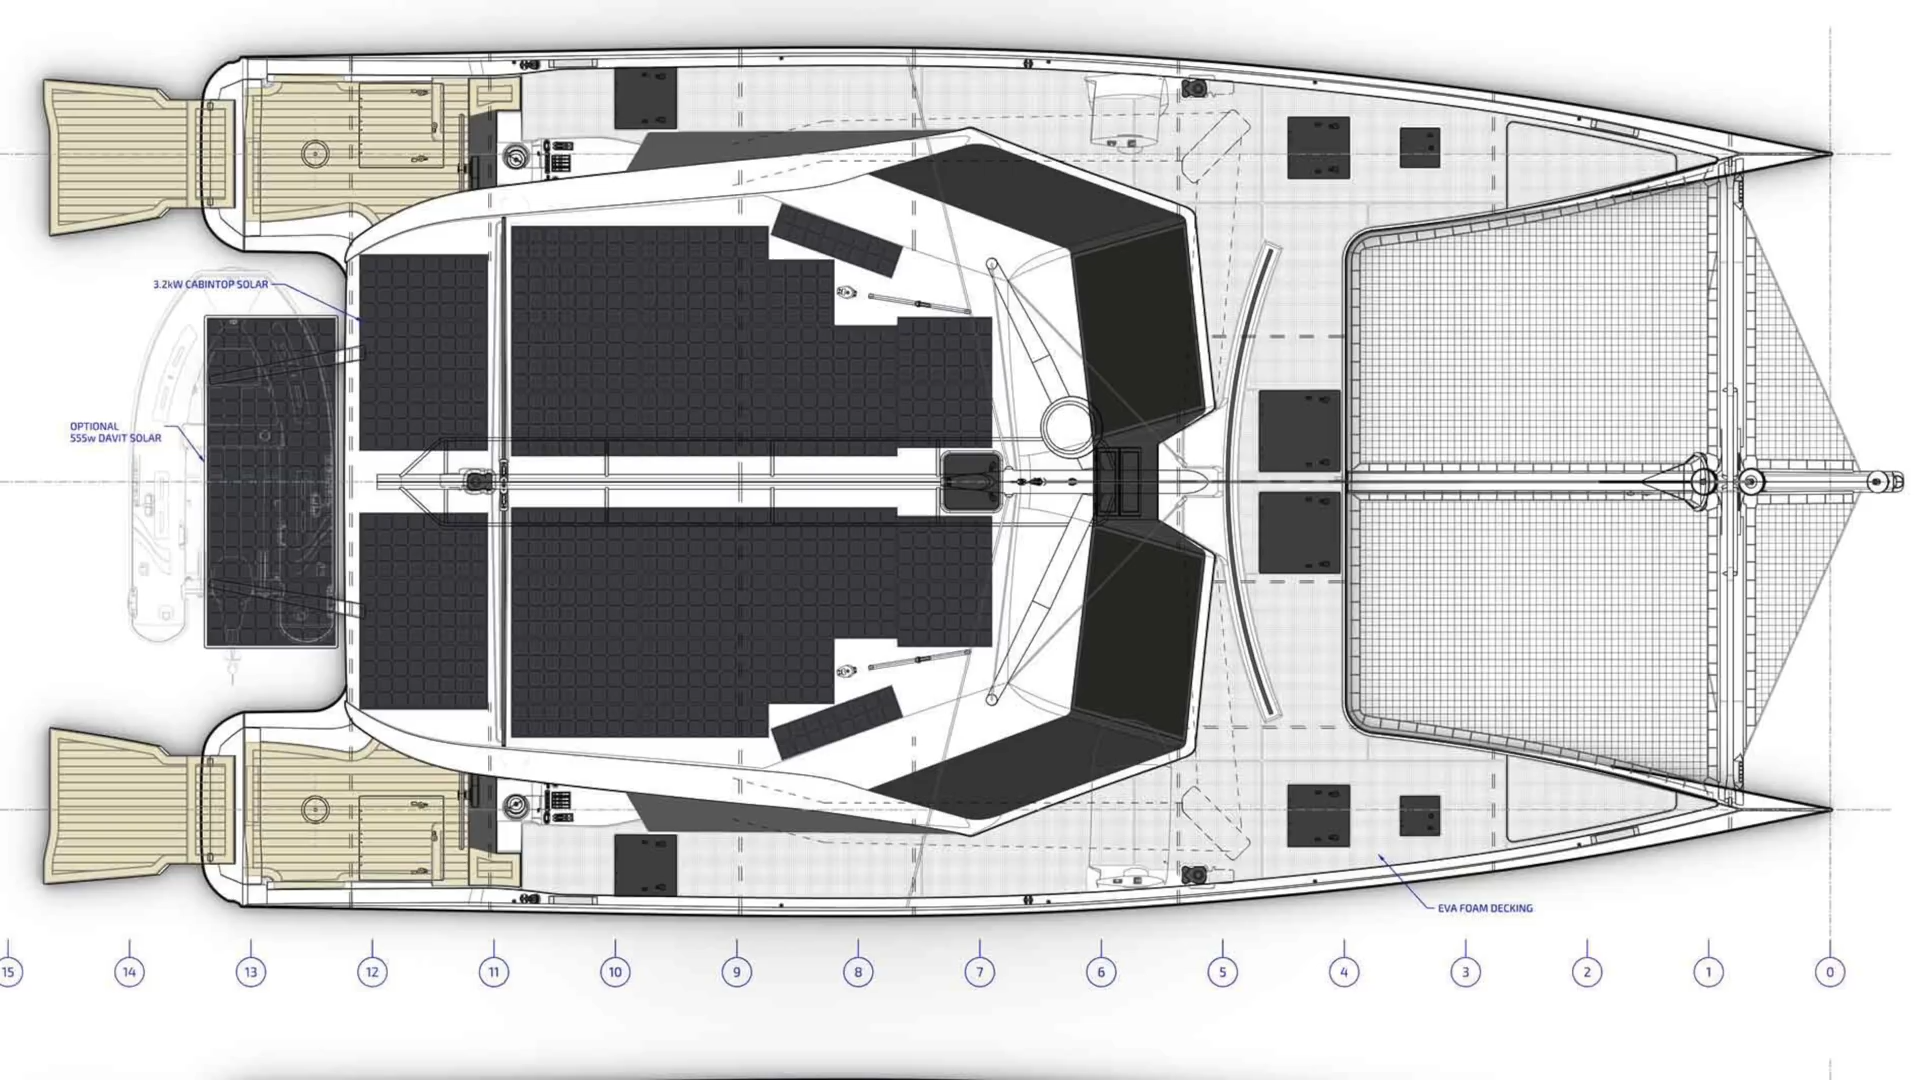 3.2kW CABINTOP SOLAR
OPTIONAL
555w DAVIT SOLAR
EVA FOAM DECKING
15 14 13 12 11 10 9 8 7 6 5 4 3 2 1 0